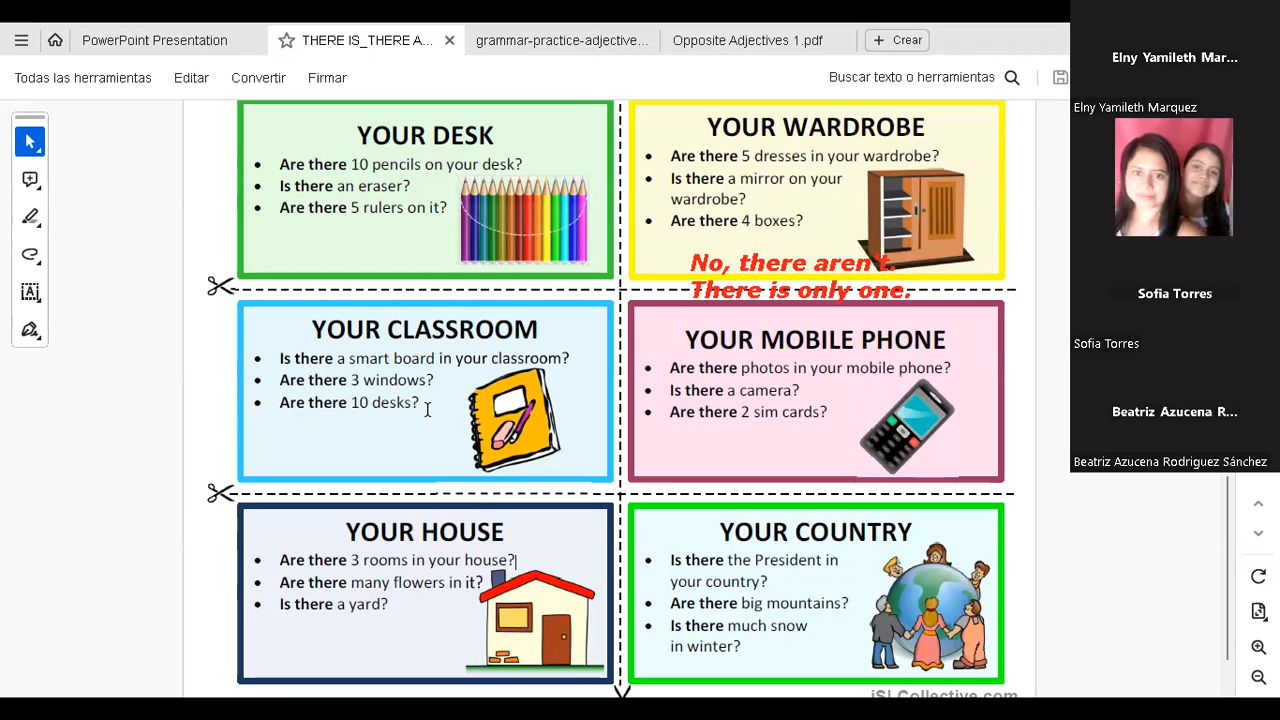 PowerPoint Presentation
THERE IS_THERE A...
grammar-practice-adjective...
Opposite Adjectives 1.pdf
+ Crear
Todas las herramientas
Editar
Convertir
Firmar
Buscar texto o herramientas
YOUR DESK
• Are there 10 pencils on your desk?
• Is there an eraser?
• Are there 5 rulers on it?
YOUR WARDROBE
• Are there 5 dresses in your wardrobe?
• Is there a mirror on your
wardrobe?
• Are there 4 boxes?
No, there aren't.
There is only one.
YOUR CLASSROOM
• Is there a smart board in your classroom?
• Are there 3 windows?
• Are there 10 desks?
YOUR MOBILE PHONE
• Are there photos in your mobile phone?
• Is there a camera?
• Are there 2 sim cards?
YOUR HOUSE
• Are there 3 rooms in your house?
• Are there many flowers in it?
• Is there a yard?
YOUR COUNTRY
• Is there the President in
your country?
• Are there big mountains?
• Is there much snow
in winter?
iSLCollective.com
Elny Yamileth Mar...
Elny Yamileth Marquez
Sofia Torres
Sofia Torres
Beatriz Azucena R...
Beatriz Azucena Rodriguez Sánchez